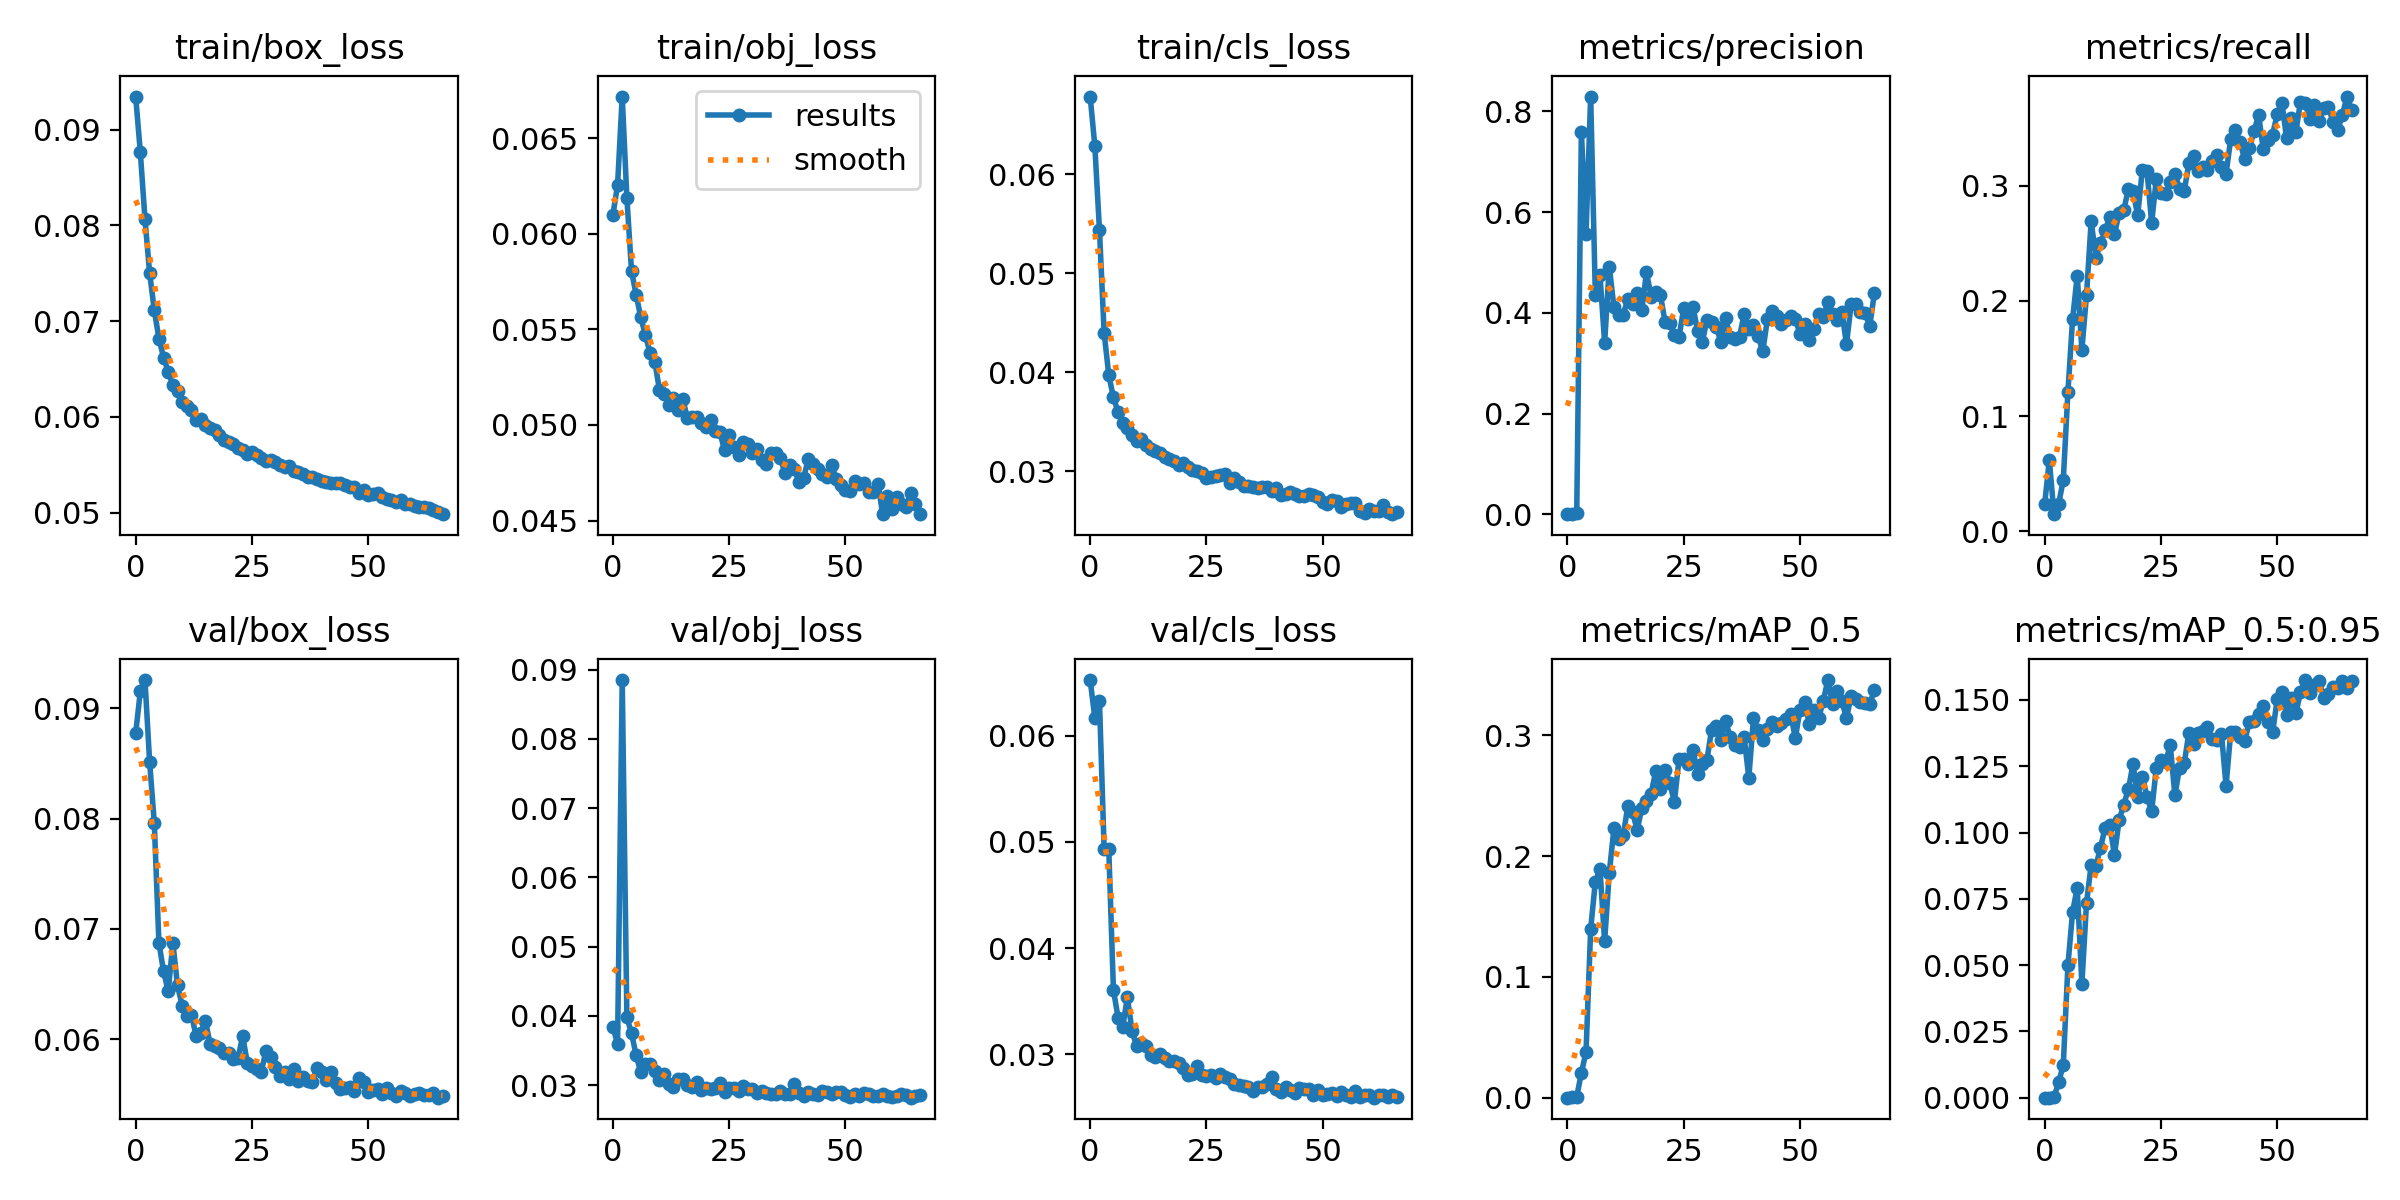 train/box_loss
0.09
0.08
0.07
0.06
0.05
0 25 50
train/obj_loss
results
smooth
0.065
0.060
0.055
0.050
0.045
0 25 50
train/cls_loss
0.06
0.05
0.04
0.03
0 25 50
metrics/precision
0.8
0.6
0.4
0.2
0.0
0 25 50
metrics/recall
0.3
0.2
0.1
0.0
0 25 50
val/box_loss
0.09
0.08
0.07
0.06
0 25 50
val/obj_loss
0.09
0.08
0.07
0.06
0.05
0.04
0.03
0 25 50
val/cls_loss
0.06
0.05
0.04
0.03
0 25 50
metrics/mAP_0.5
0.3
0.2
0.1
0.0
0 25 50
metrics/mAP_0.5:0.95
0.150
0.125
0.100
0.075
0.050
0.025
0.000
0 25 50